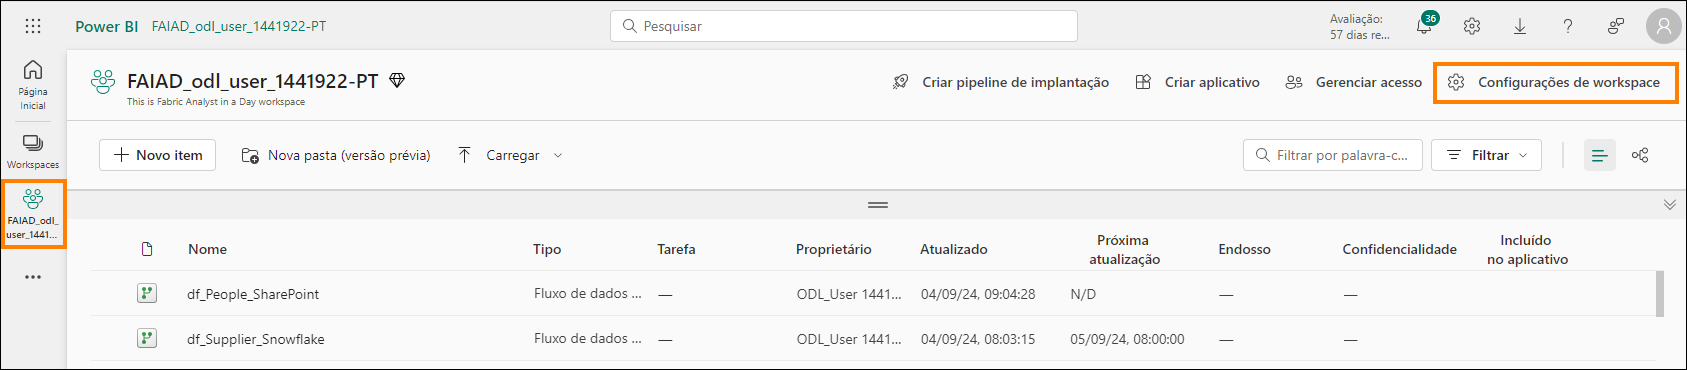 Power BI FAIAD_odl_user_1441922-PT
Pesquisar
Avaliação:
57 dias re...
36
Página
Inicial
Workspaces
FAIAD_odl_
user_1441...
FAIAD_odl_user_1441922-PT
This is Fabric Analyst in a Day workspace
Criar pipeline de implantação Criar aplicativo Gerenciar acesso Configurações de workspace
Novo item Nova pasta (versão prévia) Carregar
Filtrar por palavra-c... Filtrar
Nome Tipo Tarefa Proprietário Atualizado Próxima atualização Endosso Confidencialidade Incluído no aplicativo
df_People_SharePoint Fluxo de dados ... — ODL_User 1441... 04/09/24, 09:04:28 N/D — —
df_Supplier_Snowflake Fluxo de dados ... — ODL_User 1441... 04/09/24, 08:03:15 05/09/24, 08:00:00 — —